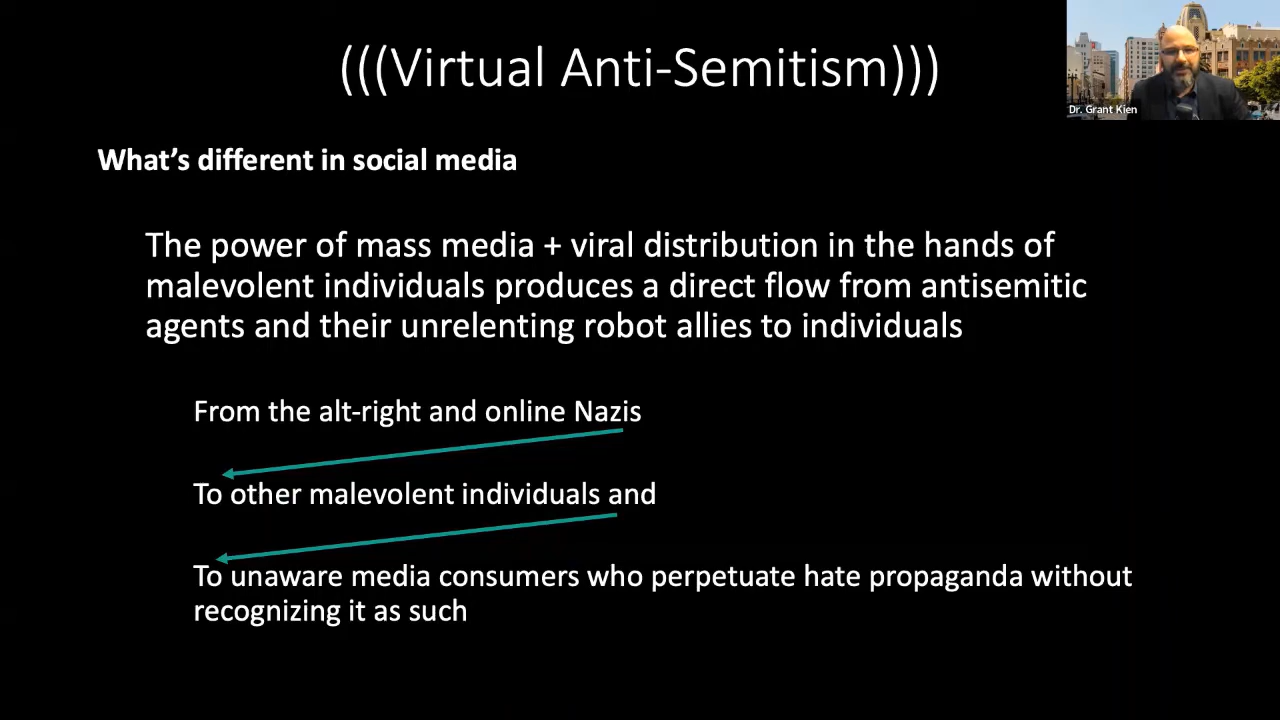 (((Virtual Anti-Semitism)))
Dr. Grant Kien
What’s different in social media
The power of mass media + viral distribution in the hands of
malevolent individuals produces a direct flow from antisemitic
agents and their unrelenting robot allies to individuals
From the alt-right and online Nazis
To other malevolent individuals and
To unaware media consumers who perpetuate hate propaganda without
recognizing it as such